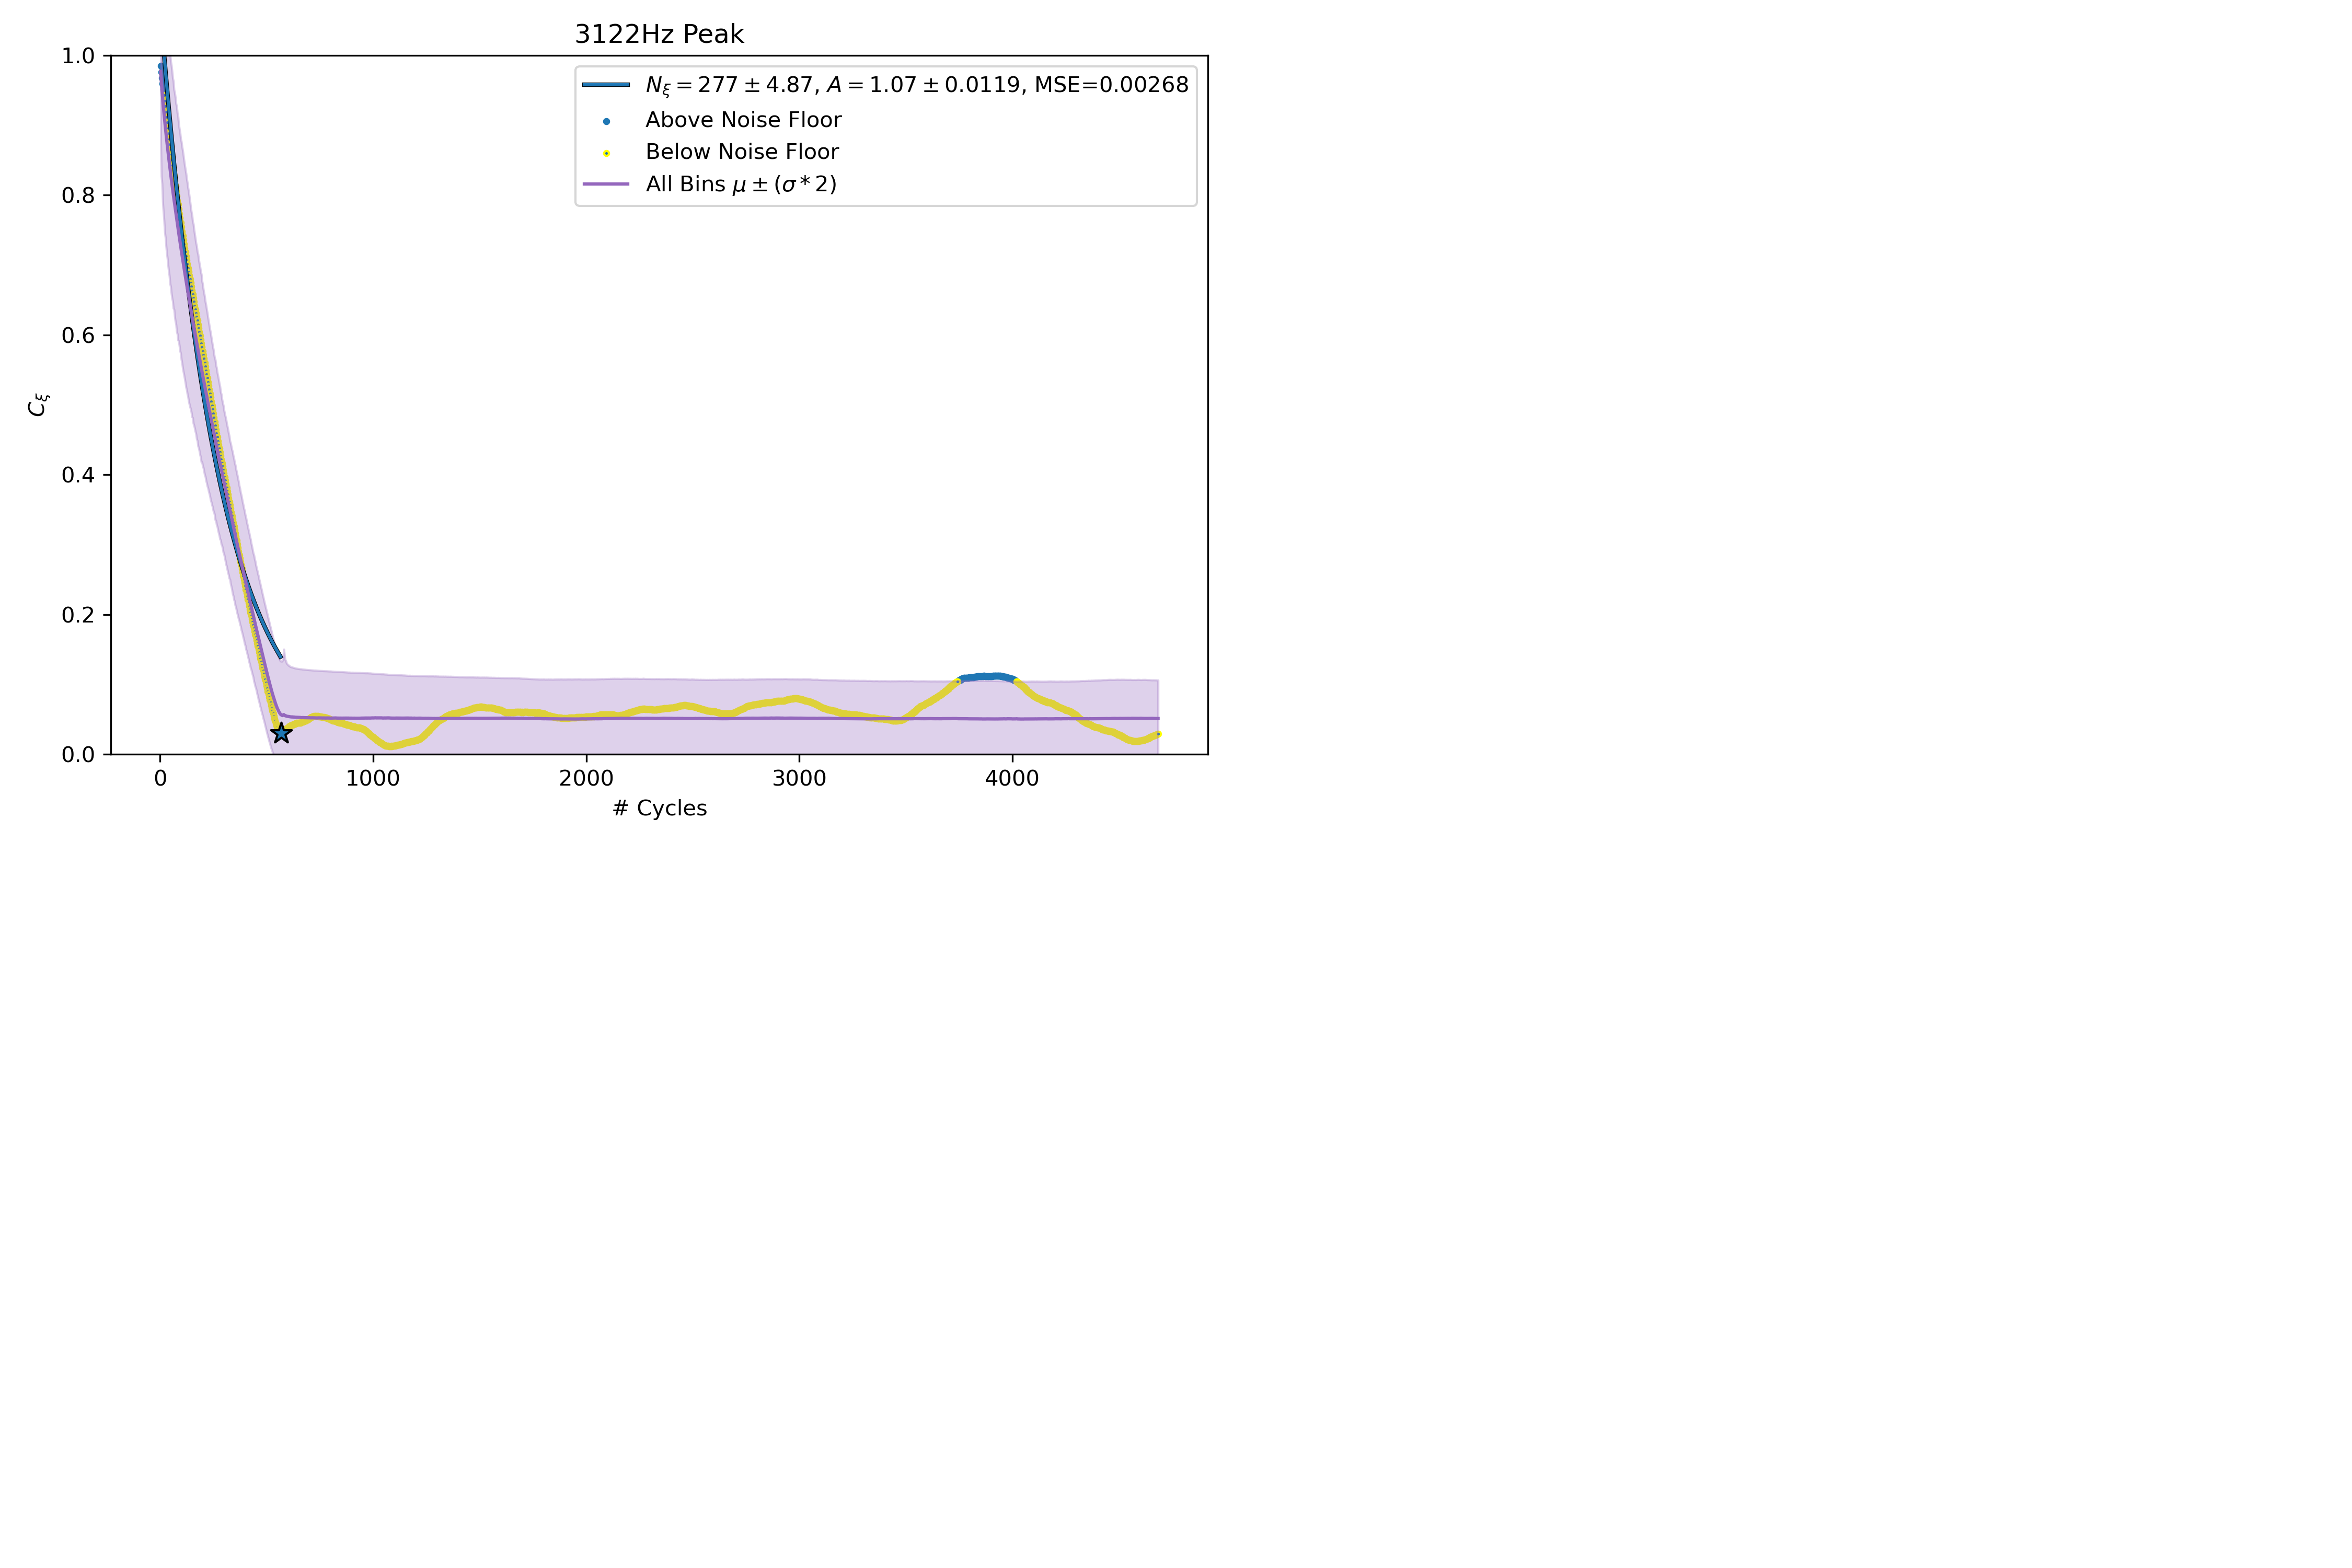 3122Hz Peak
1.0
0.8
0.6
0.4
0.2
0.0
C_ξ
N_ξ = 277 ± 4.87, A = 1.07 ± 0.0119, MSE=0.00268
Above Noise Floor
Below Noise Floor
All Bins μ ± (σ * 2)
0 1000 2000 3000 4000
# Cycles